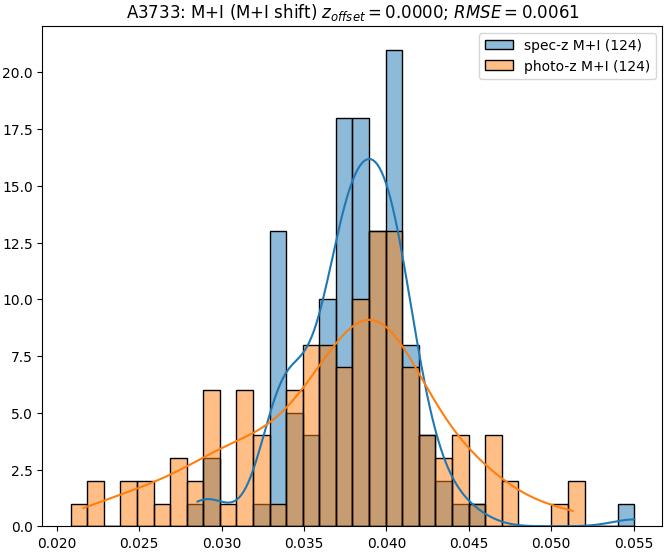 A3733: M+I (M+I shift) z_offset = 0.0000; RMSE = 0.0061
spec-z M+I (124)
photo-z M+I (124)
20.0
17.5
15.0
12.5
10.0
7.5
5.0
2.5
0.0
0.020 0.025 0.030 0.035 0.040 0.045 0.050 0.055